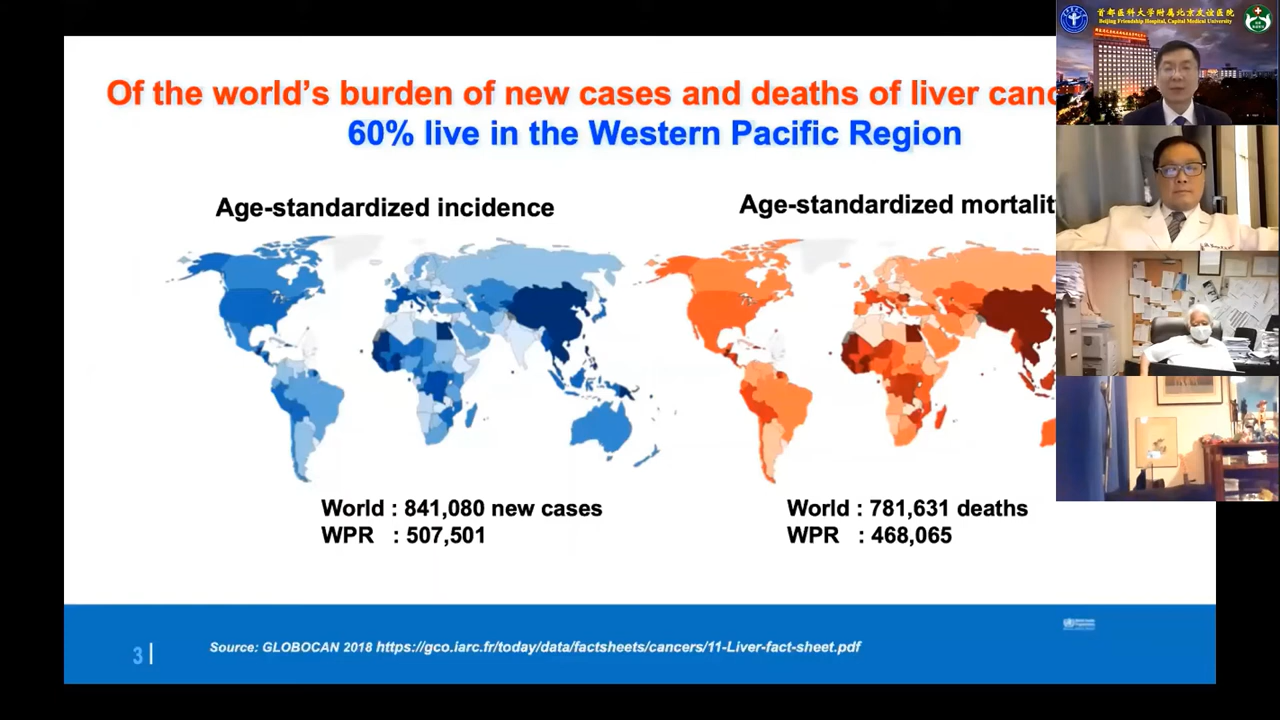 Of the world's burden of new cases and deaths of liver canc
60% live in the Western Pacific Region
Age-standardized incidence
Age-standardized mortalit
World : 841,080 new cases
WPR : 507,501
World : 781,631 deaths
WPR : 468,065
3
Source: GLOBOCAN 2018 https://gco.iarc.fr/today/data/factsheets/cancers/11-Liver-fact-sheet.pdf
首都医科大学附属北京友谊医院
Beijing Friendship Hospital, Capital Medical University